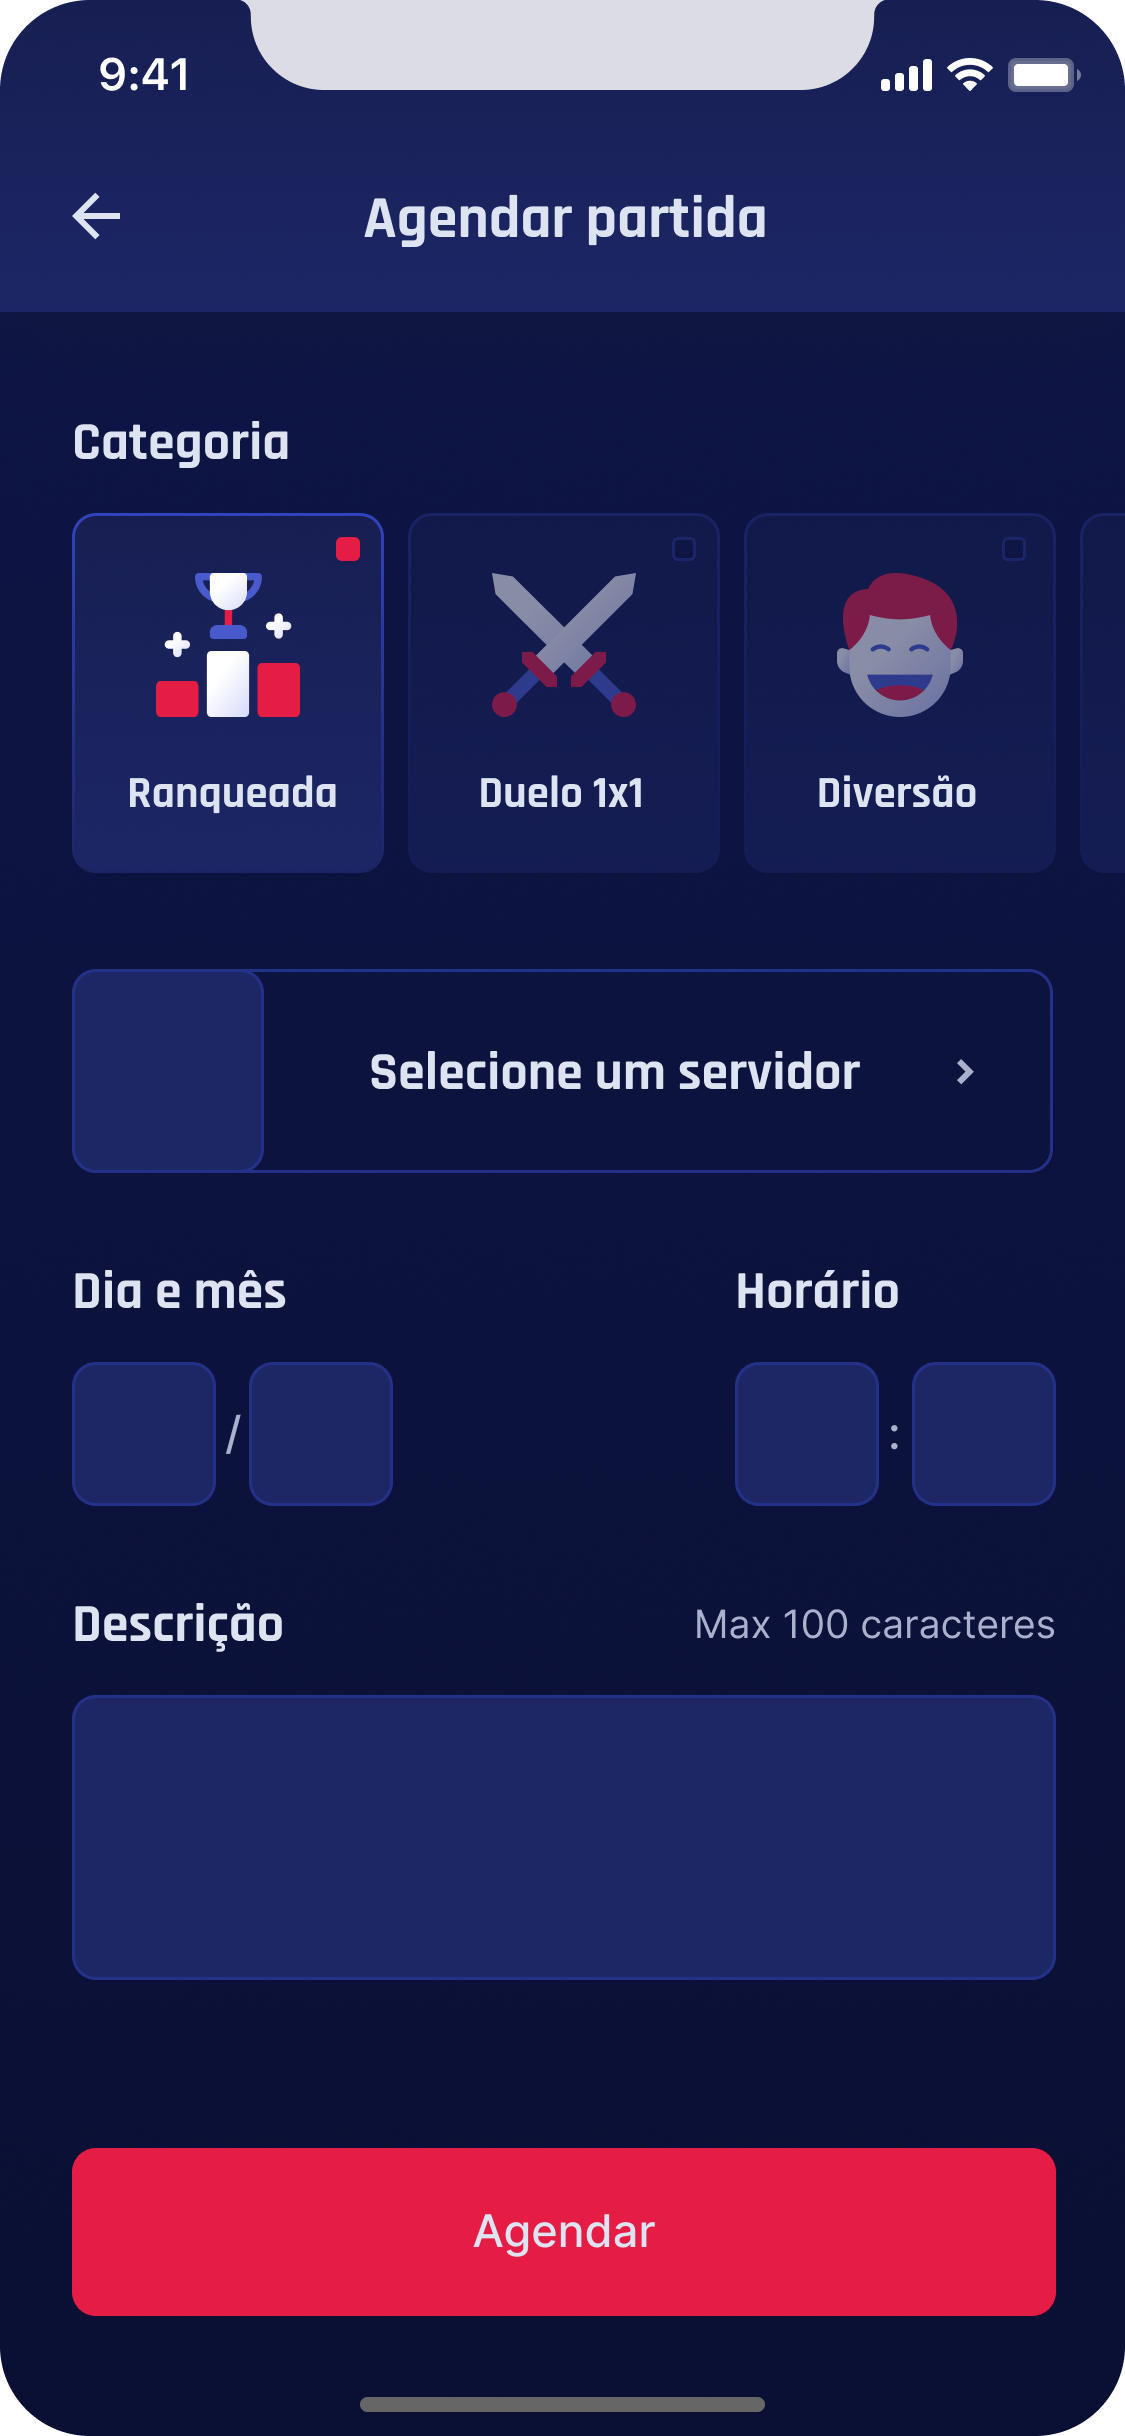 9:41
Agendar partida
Categoria
Ranqueada
Duelo 1x1
Diversão
Selecione um servidor
Dia e mês
Horário
/
:
Descrição
Max 100 caracteres
Agendar